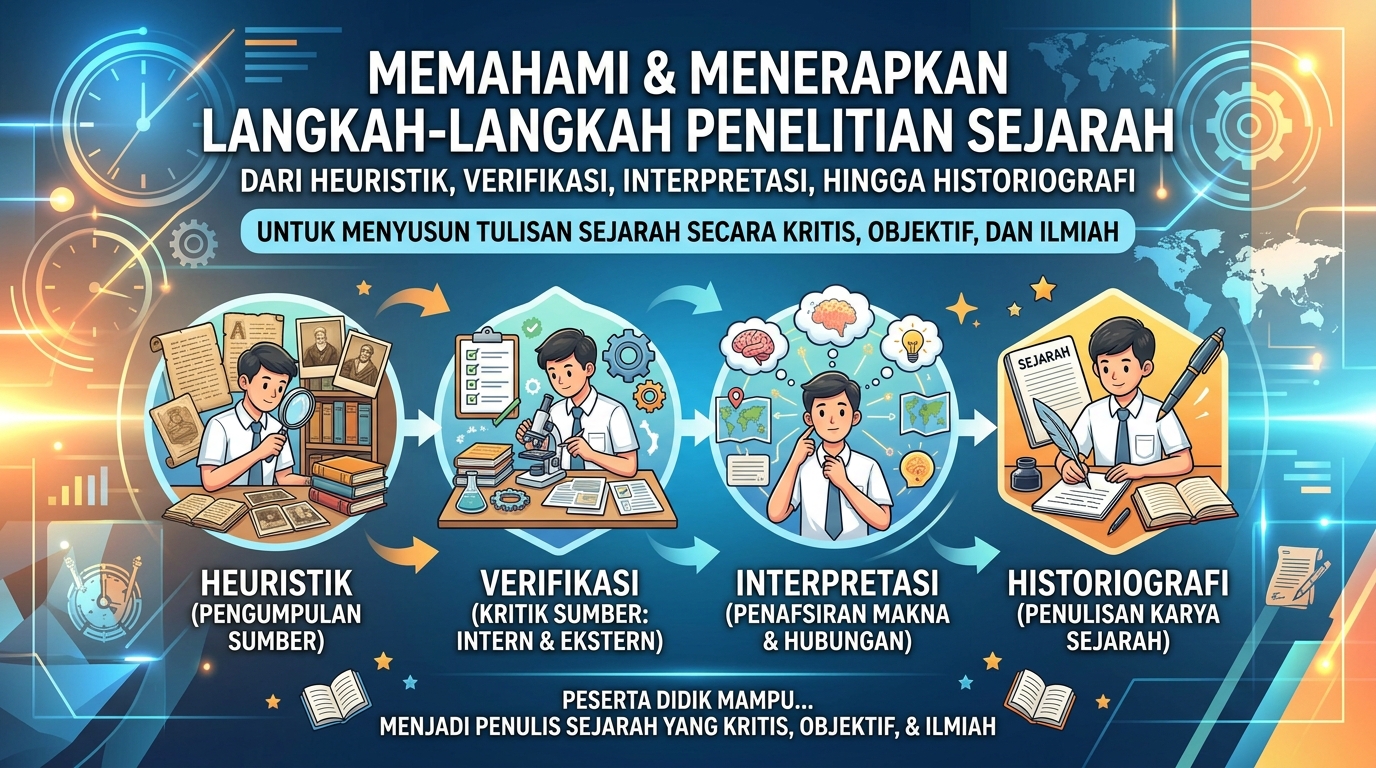 MEMAHAMI & MENERAPKAN
LANGKAH-LANGKAH PENELITIAN SEJARAH
DARI HEURISTIK, VERIFIKASI, INTERPRETASI, HINGGA HISTORIOGRAFI
UNTUK MENYUSUN TULISAN SEJARAH SECARA KRITIS, OBJEKTIF, DAN ILMIAH
A
SEJARAH
HEURISTIK
(PENGUMPULAN
SUMBER)
VERIFIKASI
(KRITIK SUMBER:
INTERN & EKSTERN)
INTERPRETASI
(PENAFSIRAN MAKNA
& HUBUNGAN)
HISTORIOGRAFI
(PENULISAN KARYA
SEJARAH)
PESERTA DIDIK MAMPU...
MENJADI PENULIS SEJARAH YANG KRITIS, OBJEKTIF, & ILMIAH